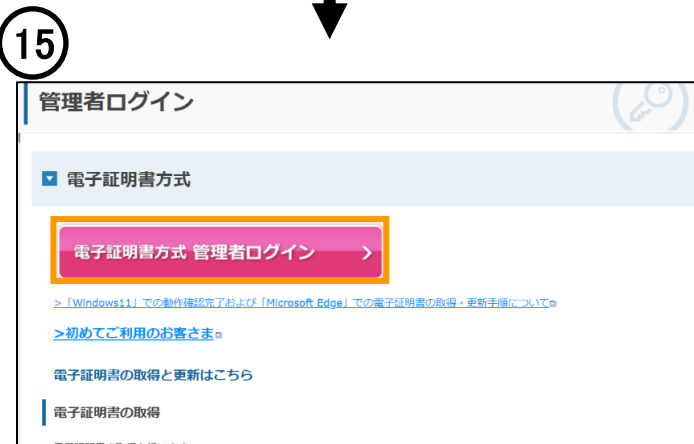 15
管理者ログイン
電子証明書方式
電子証明書方式 管理者ログイン >
>「Windows11」での動作確認完了および「Microsoft Edge」での電子証明書の取得・更新手順について
>初めてご利用のお客さま
電子証明書の取得と更新はこちら
電子証明書の取得